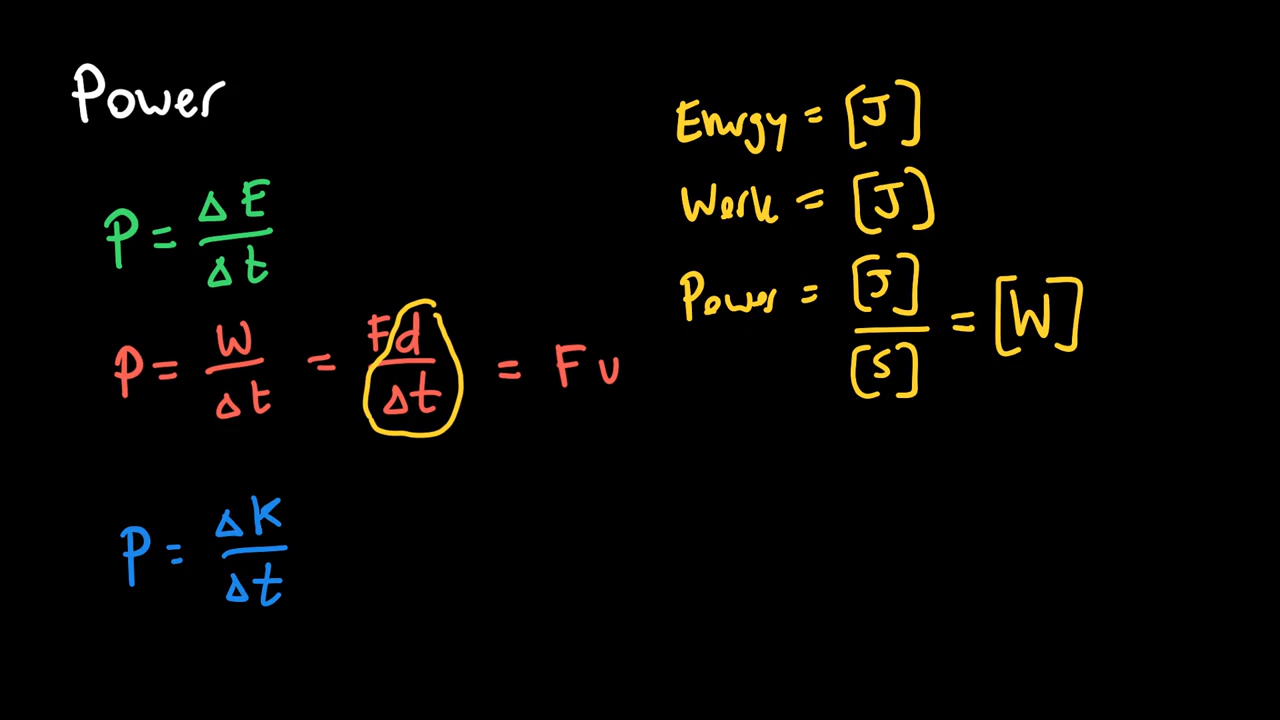 Power
P = ΔE/Δt
P = W/Δt = Fd/Δt = Fv
P = ΔK/Δt
Energy = [J]
Work = [J]
Power = [J]/[S] = [W]